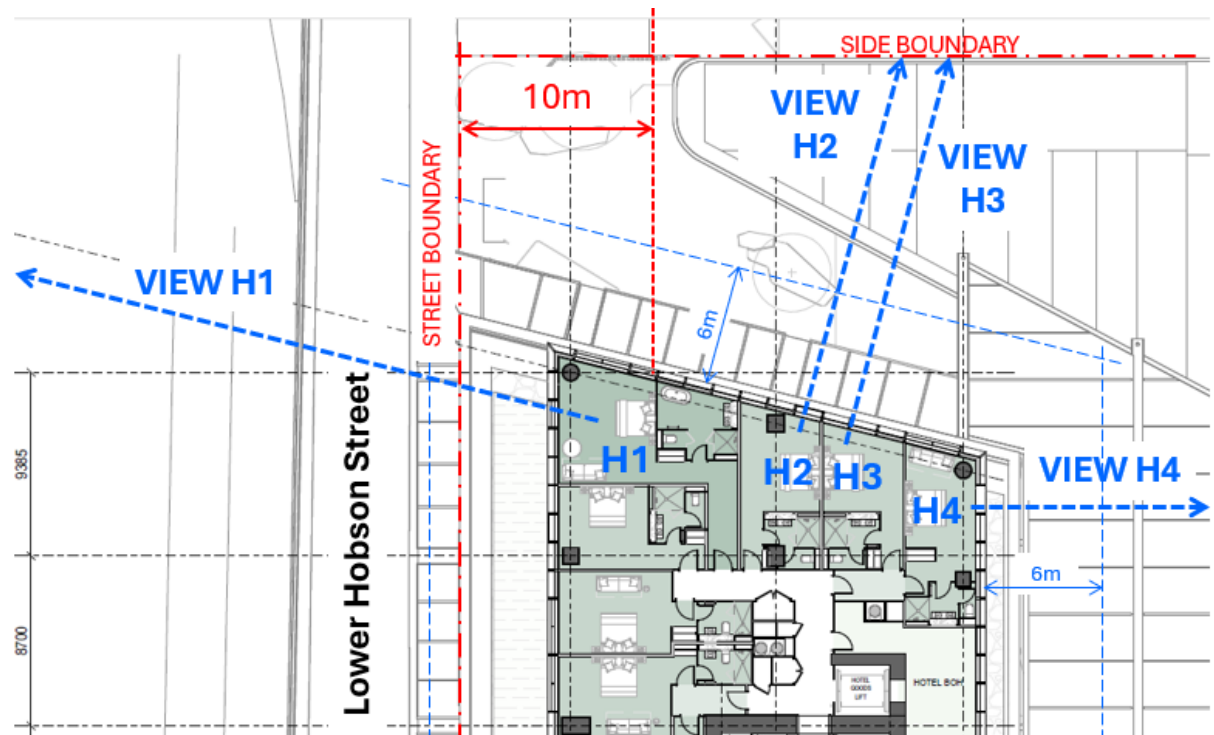 SIDE BOUNDARY
10m
VIEW
H2
VIEW
H3
STREET BOUNDARY
VIEW H1
6m
Lower Hobson Street
H1
H2
H3
H4
VIEW H4
6m
9385
8700
HOTEL
GOODS
LIFT
HOTEL BOH